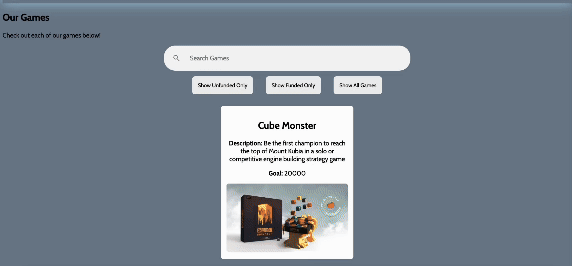 Our Games
Check out each of our games below!
Search Games
Show Unfunded Only
Show Funded Only
Show All Games
Cube Monster
Description: Be the first champion to reach
the top of Mount Kubia in a solo or
competitive engine building strategy game
Goal: 20000